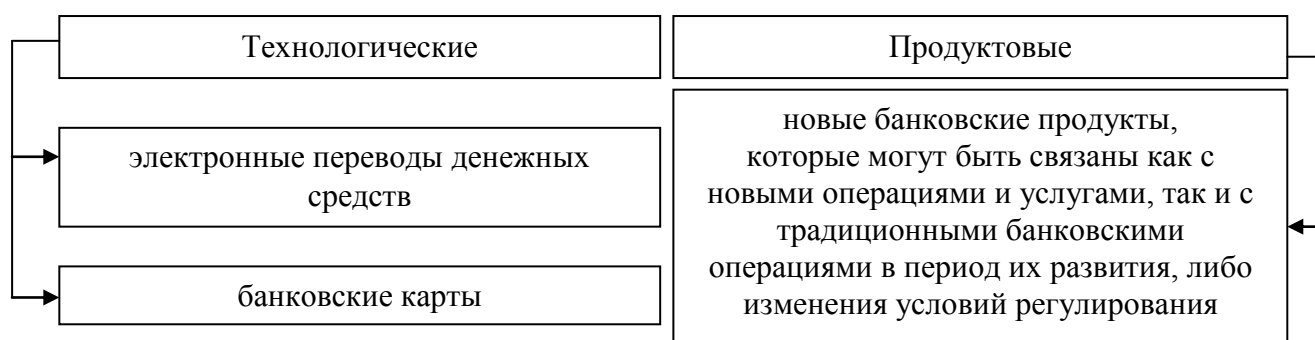 Технологические
Продуктовые
электронные переводы денежных
средств
банковские карты
новые банковские продукты,
которые могут быть связаны как с
новыми операциями и услугами, так и с
традиционными банковскими
операциями в период их развития, либо
изменения условий регулирования